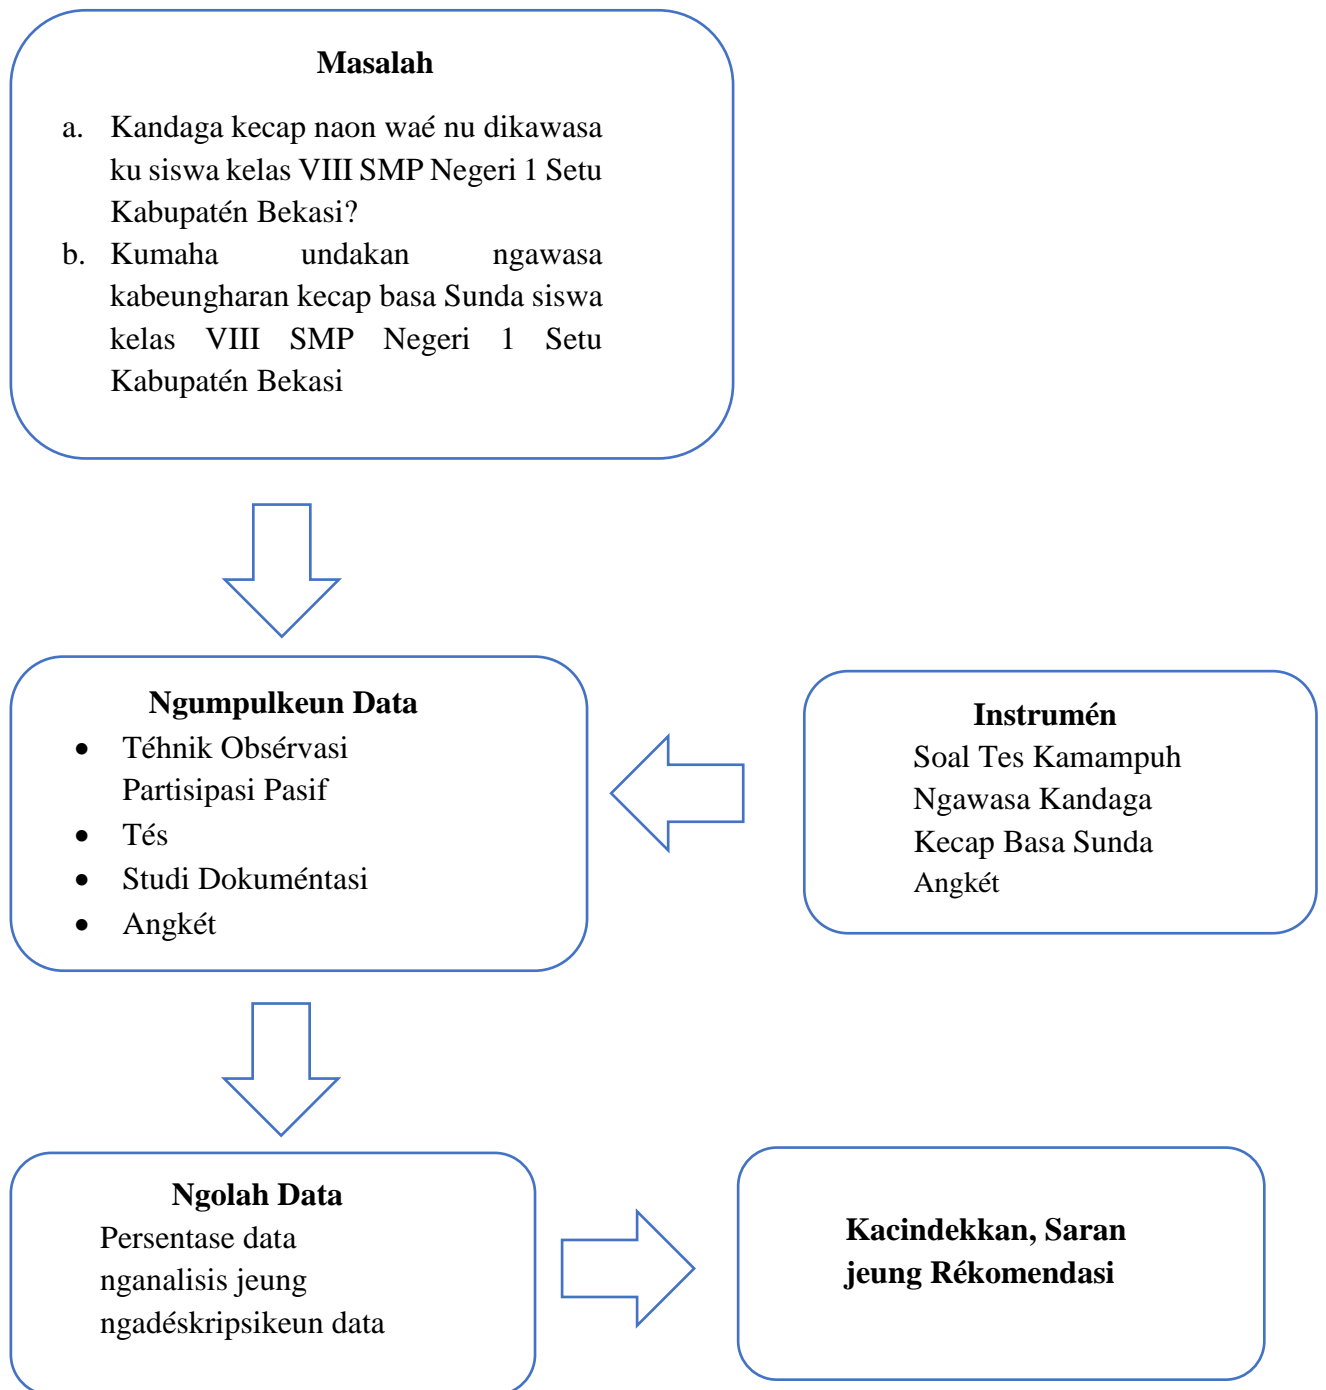 Masalah
a. Kandaga kecap naon waé nu dikawasa
ku siswa kelas VIII SMP Negeri 1 Setu
Kabupatén Bekasi?
b. Kumaha undakan ngawasa
kabeungharan kecap basa Sunda siswa
kelas VIII SMP Negeri 1 Setu
Kabupatén Bekasi
Ngumpulkeun Data
• Téhnik Obsérvasi
Partisipasi Pasif
• Tés
• Studi Dokuméntasi
• Angkét
Instrumén
Soal Tes Kamampuh
Ngawasa Kandaga
Kecap Basa Sunda
Angkét
Ngolah Data
Persentase data
nganalisis jeung
ngadéskripsikeun data
Kacindekkan, Saran
jeung Rékomendasi